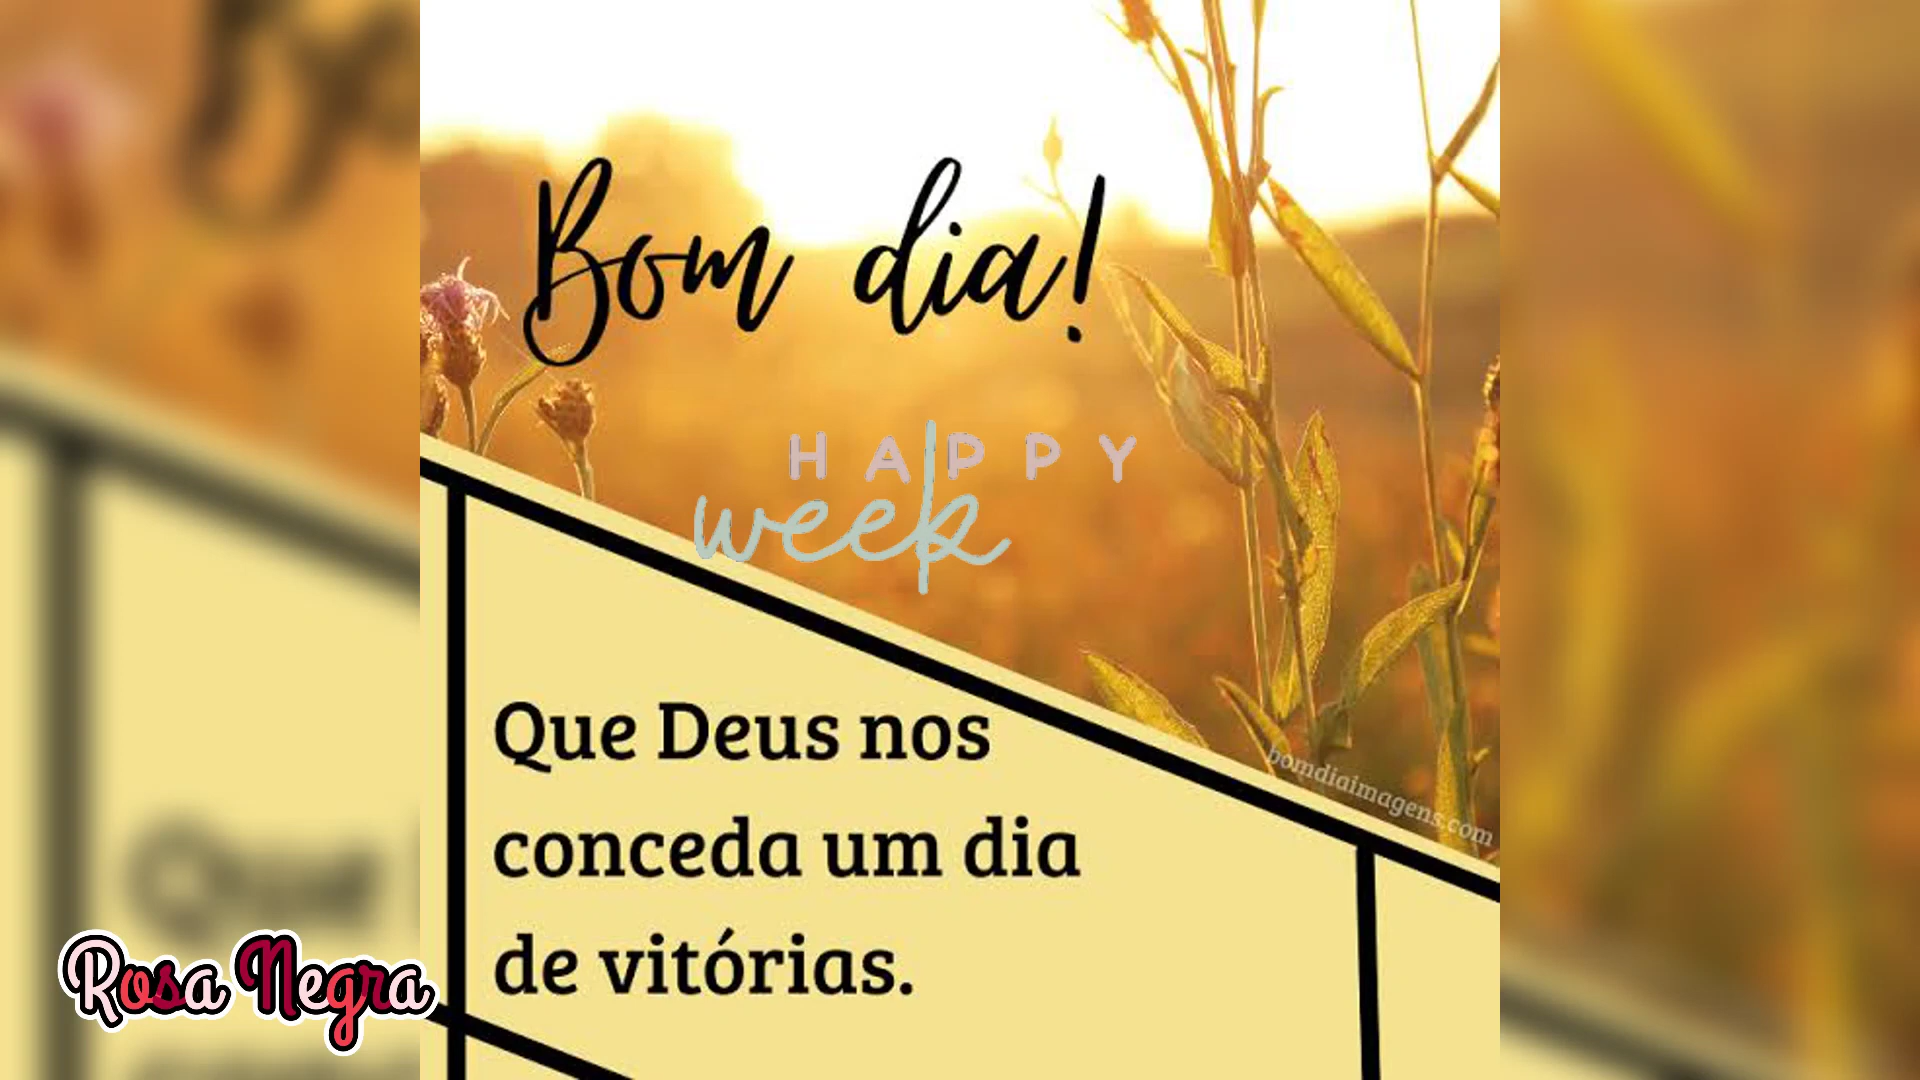 Bom dia!
HAPPY
week
Que Deus nos
conceda um dia
de vitórias.
bomdiaimagens.com
Rosa Negra